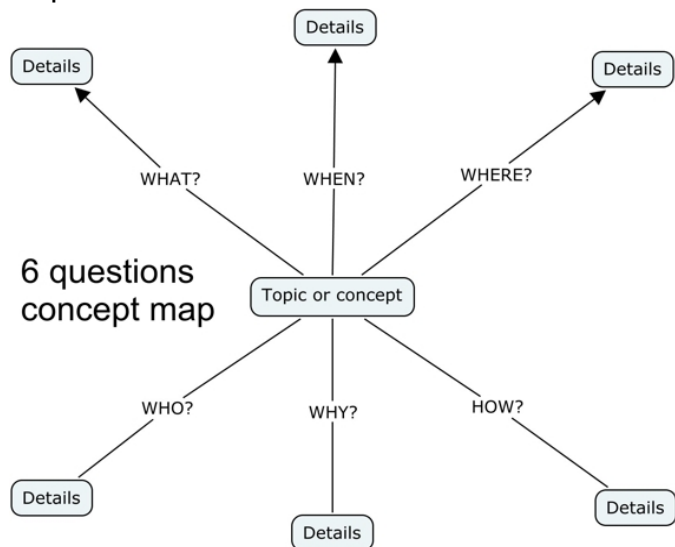 Details
Details
Details
WHAT?
WHEN?
WHERE?
6 questions
concept map
Topic or concept
WHO?
WHY?
HOW?
Details
Details
Details